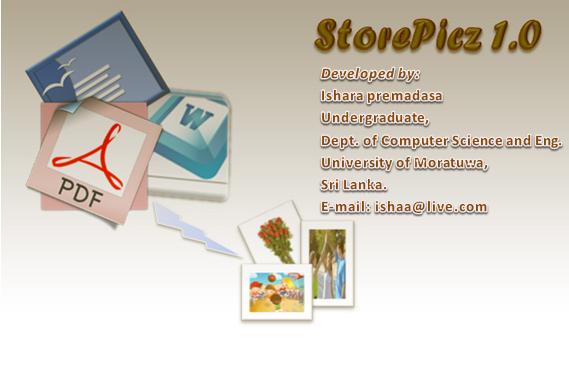 StorePicz 1.0
Developed by:
Ishara premadasa
Undergraduate,
Dept. of Computer Science and Eng.
University of Moratuwa,
Sri Lanka.
E-mail: ishaa@live.com
W
PDF